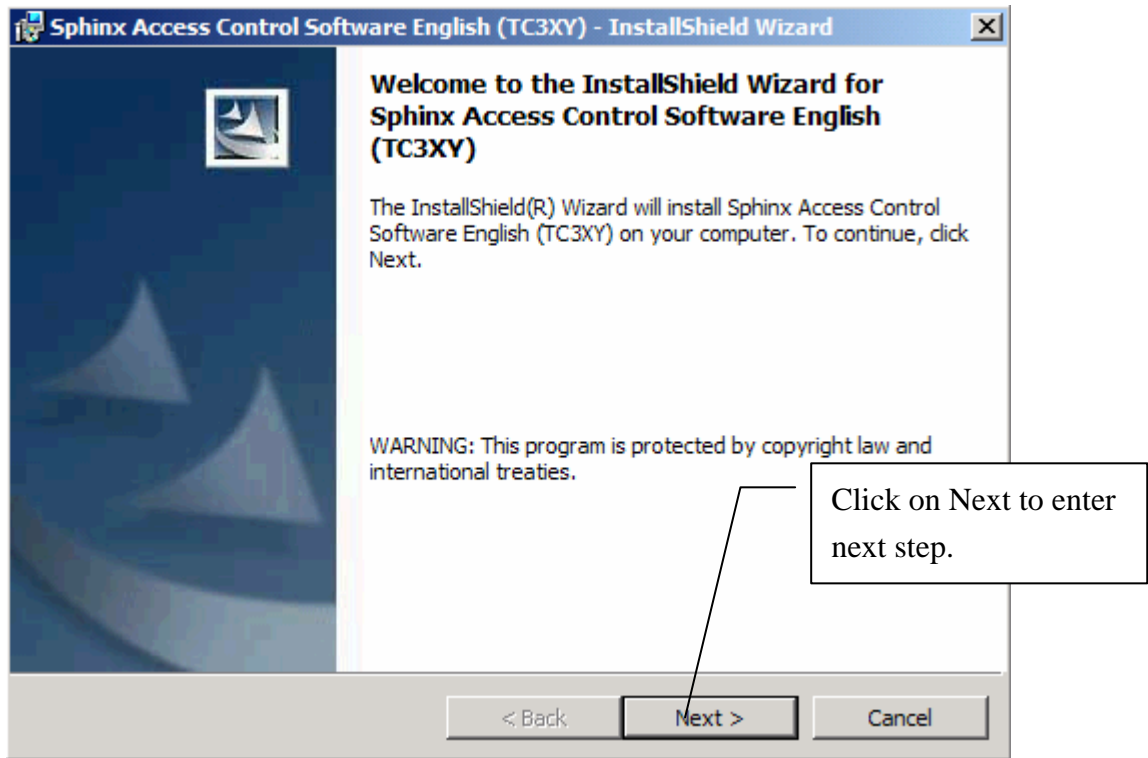 Sphinx Access Control Software English (TC3XY) - InstallShield Wizard
Welcome to the InstallShield Wizard for
Sphinx Access Control Software English
(TC3XY)
The InstallShield(R) Wizard will install Sphinx Access Control
Software English (TC3XY) on your computer. To continue, click
Next.
WARNING: This program is protected by copyright law and
international treaties.
Click on Next to enter
next step.
< Back
Next >
Cancel